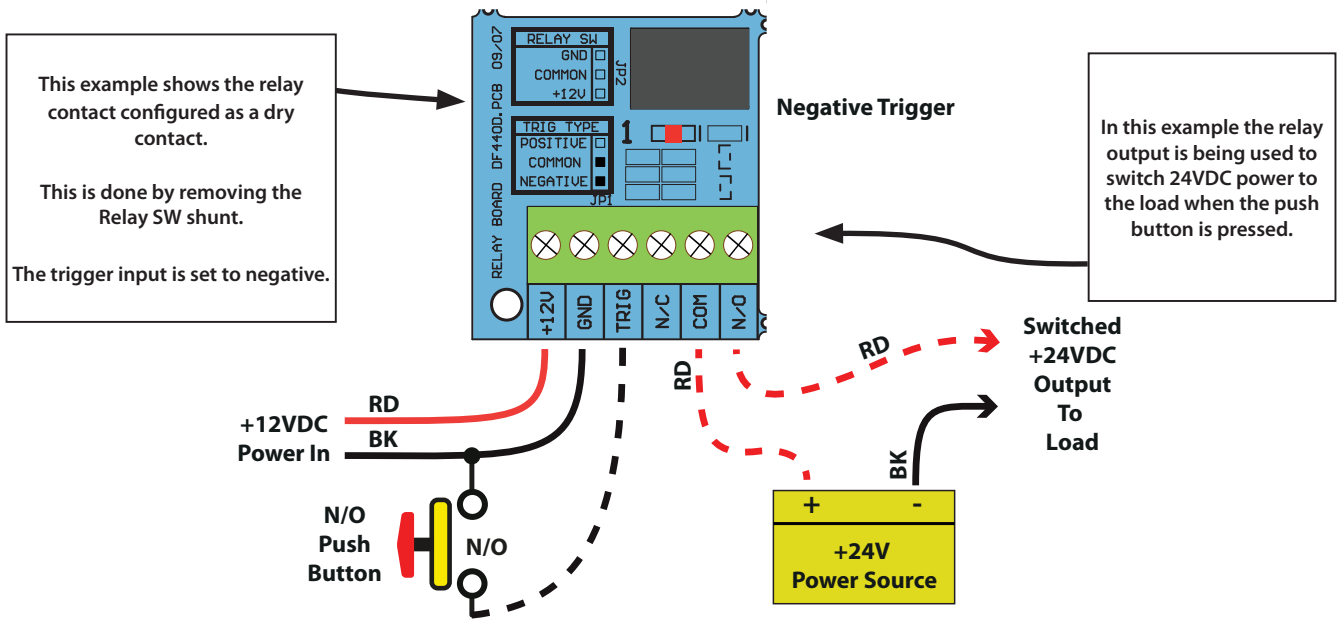 This example shows the relay
contact configured as a dry
contact.
This is done by removing the
Relay SW shunt.
The trigger input is set to negative.
RELAY BOARD DF440D.PCB 09/07
RELAY SW
GND
COMMON
+12V
JP2
TRIG TYPE
POSITIVE
COMMON
NEGATIVE
JP1
1
+12V
GND
TRIG
N/C
COM
N/O
Negative Trigger
In this example the relay
output is being used to
switch 24VDC power to
the load when the push
button is pressed.
+12VDC
Power In
RD
BK
N/O
Push
Button
N/O
RD
RD
BK
Switched
+24VDC
Output
To
Load
+ -
+24V
Power Source